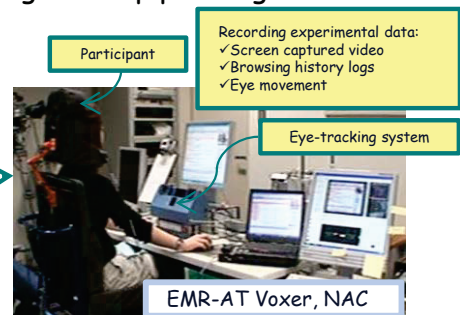 Recording experimental data:
✓Screen captured video
✓Browsing history logs
✓Eye movement
Participant
Eye-tracking system
EMR-AT Voxer, NAC